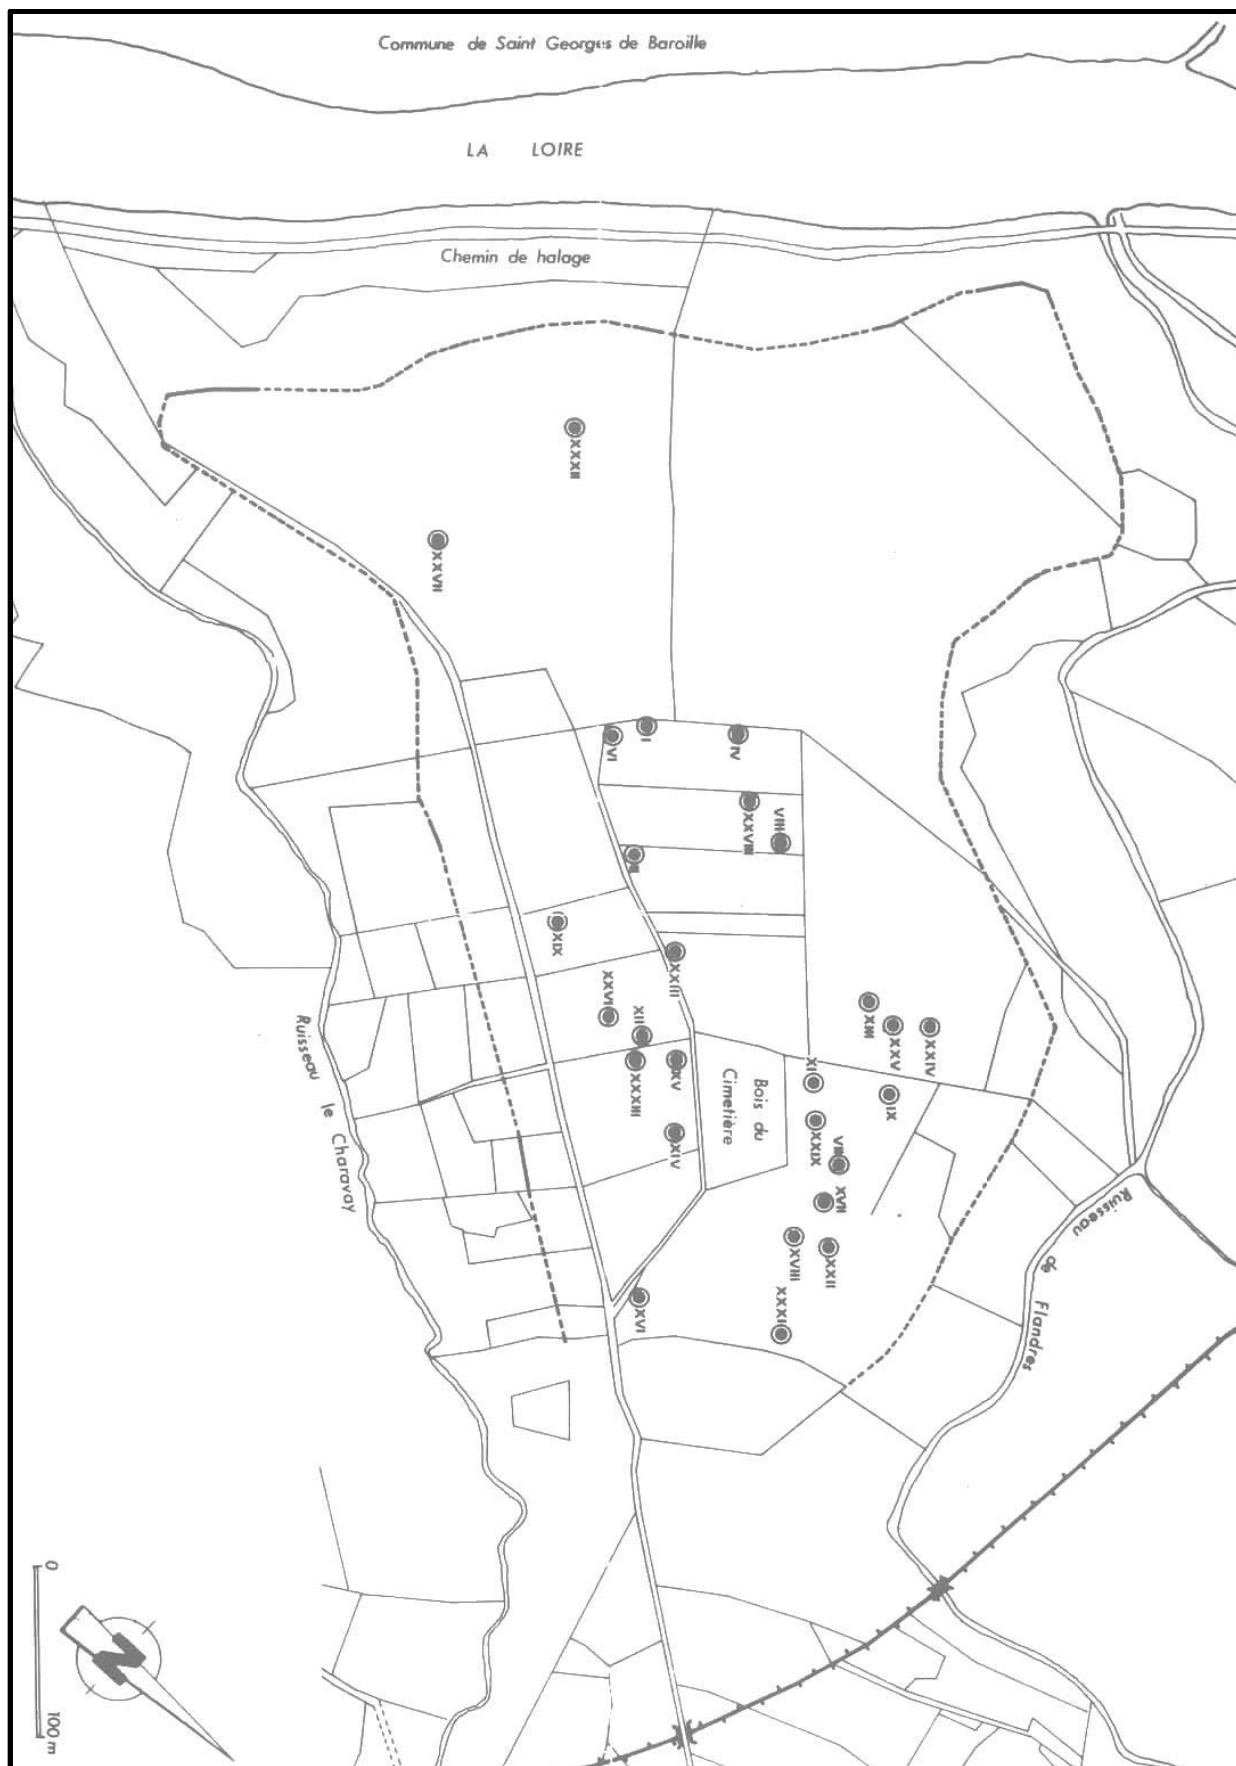 Commune de Saint Georges de Baroille
LA LOIRE
Chemin de halage
XXXII
XXVII
I
VI
IV
XXVIII
VIII
XIX
XXIII
XXVI
XII
XIII
XXV
XXIV
XV
XXXIII
XI
IX
Bois du
Cimetière
XIV
XXIX
XVII
XVIII
XXII
XVI
XXXI
Ruisseau le Charavay
Ruisseau de Flandres
0
100 m
N